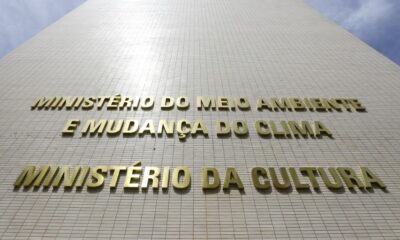 MINISTÉRIO DO MEIO AMBIENTE
E MUDANÇA DO CLIMA
MINISTÉRIO DA CULTURA